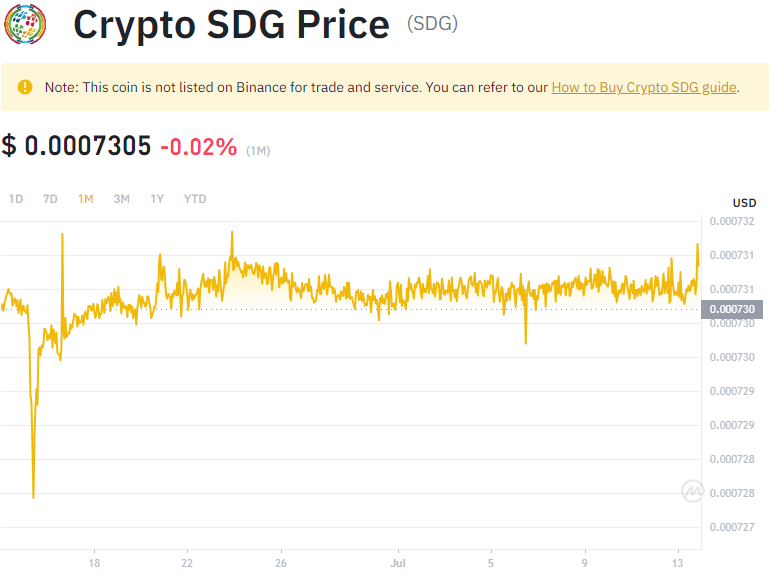 Crypto SDG Price (SDG)
Note: This coin is not listed on Binance for trade and service. You can refer to our How to Buy Crypto SDG guide.
$ 0.0007305 -0.02% (1M)
1D 7D 1M 3M 1Y YTD
USD
0.000732
0.000731
0.000731
0.000730
0.000730
0.000730
0.000729
0.000729
0.000728
0.000728
0.000727
18 22 26 Jul 5 9 13